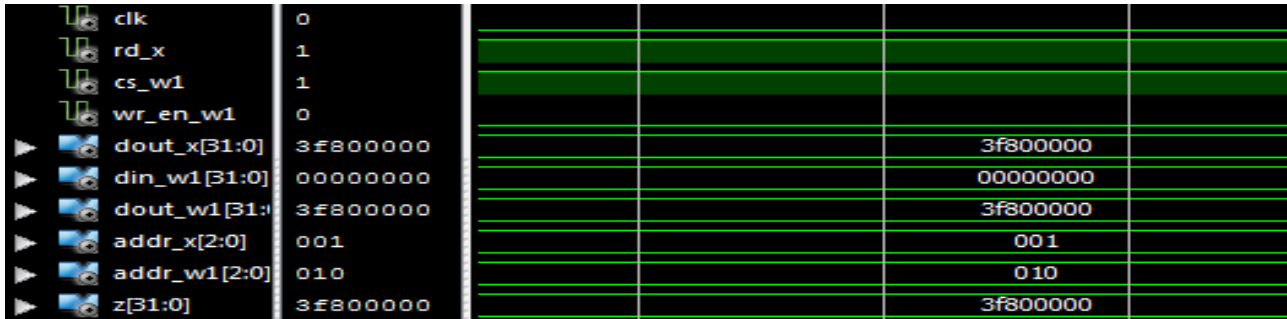 clk 0
rd_x 1
cs_w1 1
wr_en_w1 0
dout_x[31:0] 3f800000 3f800000
din_w1[31:0] 00000000 00000000
dout_w1[31: 3f800000 3f800000
addr_x[2:0] 001 001
addr_w1[2:0] 010 010
z[31:0] 3f800000 3f800000